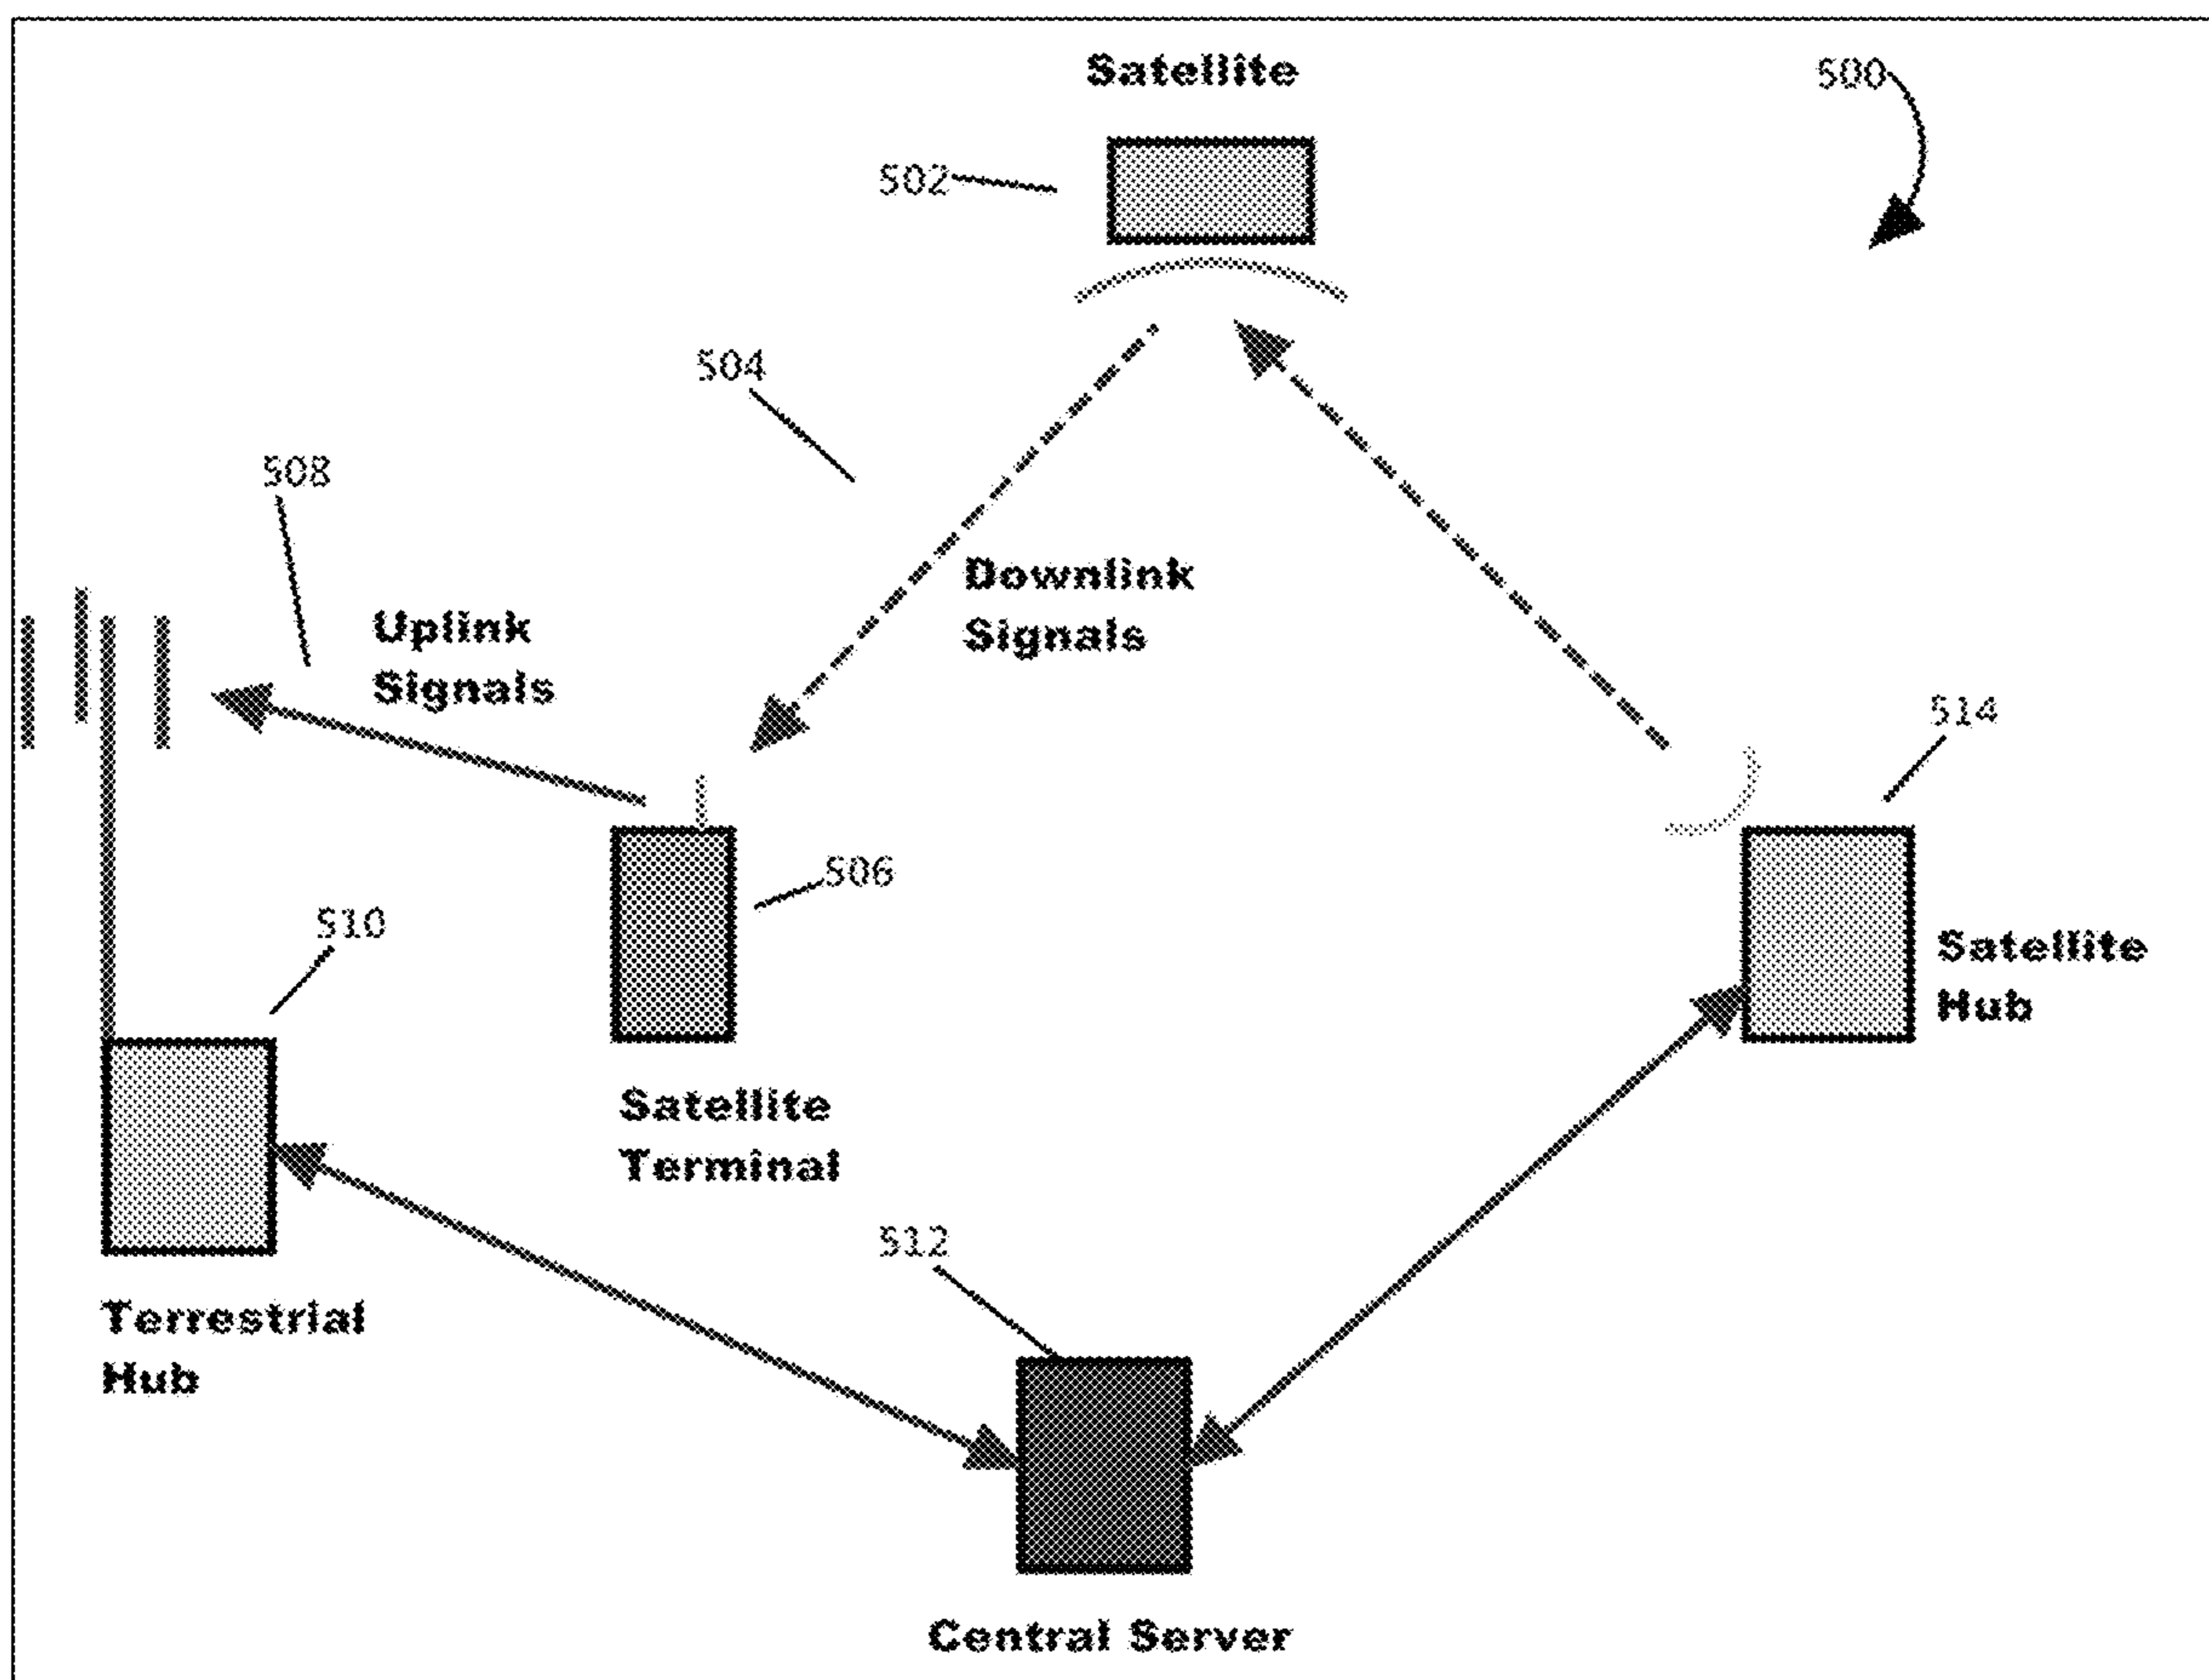 Satellite
500
502
504
508
Downlink
Signals
Uplink
Signals
514
506
510
Satellite
Hub
Satellite
Terminal
512
Terrestrial
Hub
Central Server